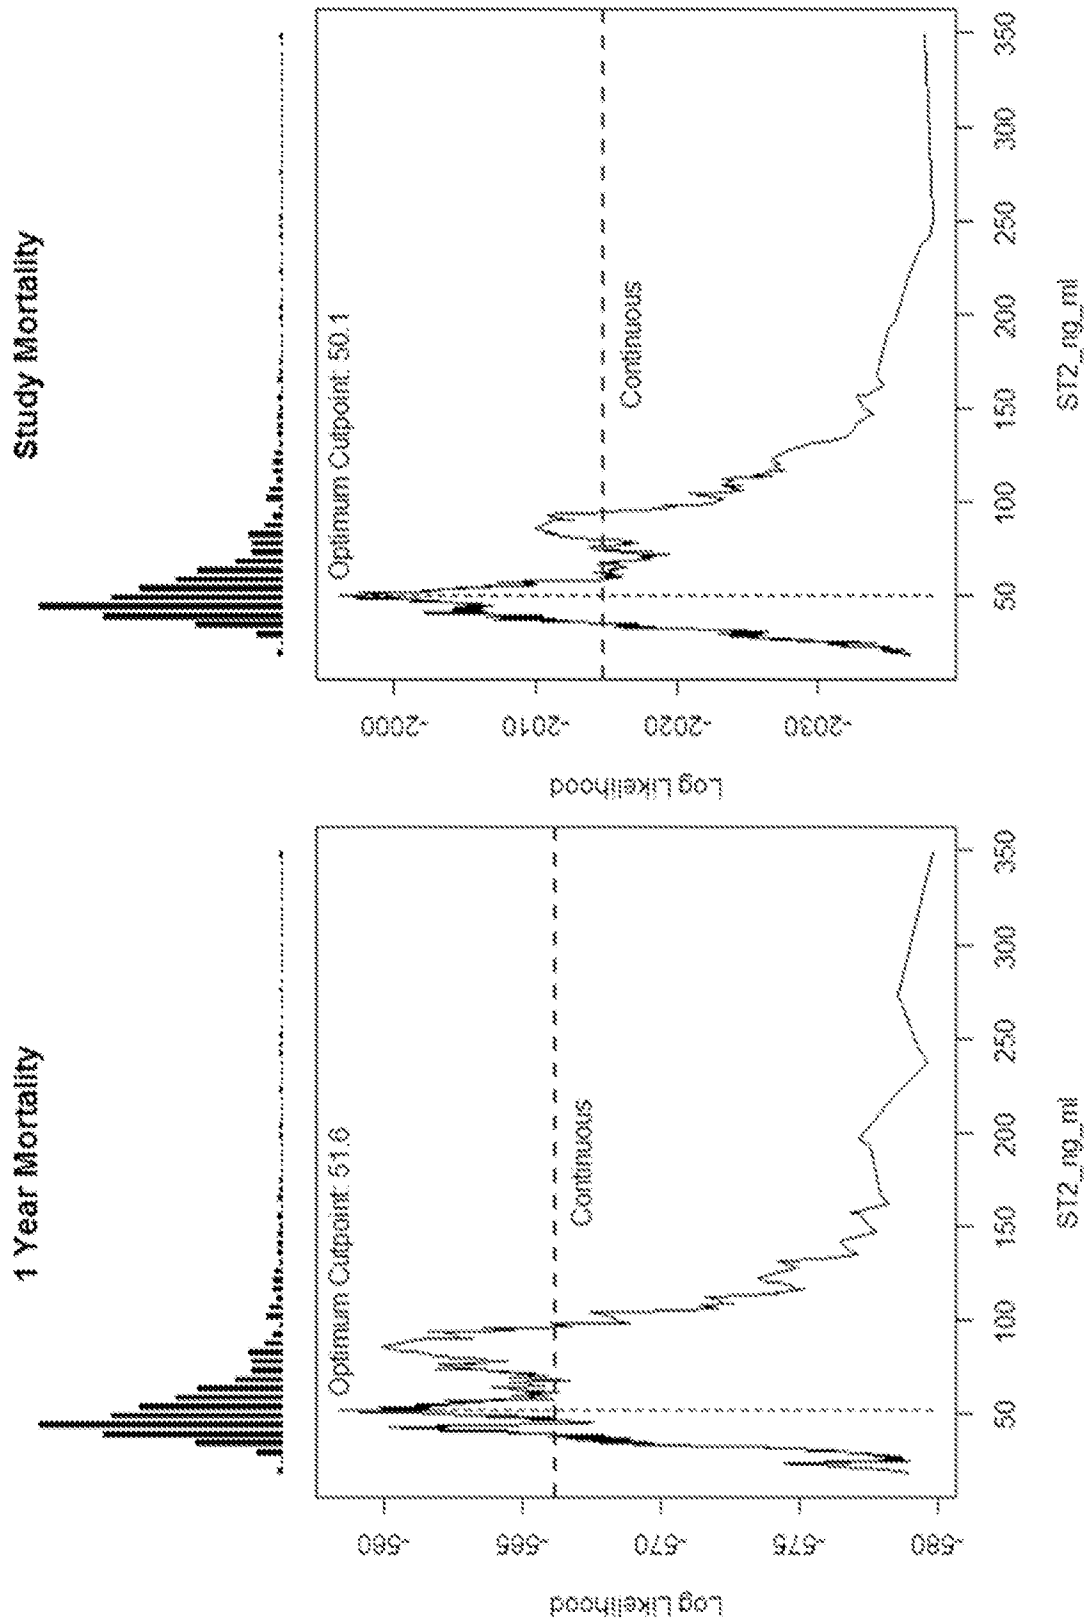 1 Year Mortality
Optimum Cutpoint: 51.6
Continuous
Log Likelihood
-560
-565
-570
-575
-580
50
100
150
200
250
300
350
ST2_ng_ml
Study Mortality
Optimum Cutpoint: 50.1
Continuous
Log Likelihood
-2000
-2010
-2020
-2030
50
100
150
200
250
300
350
ST2_ng_ml